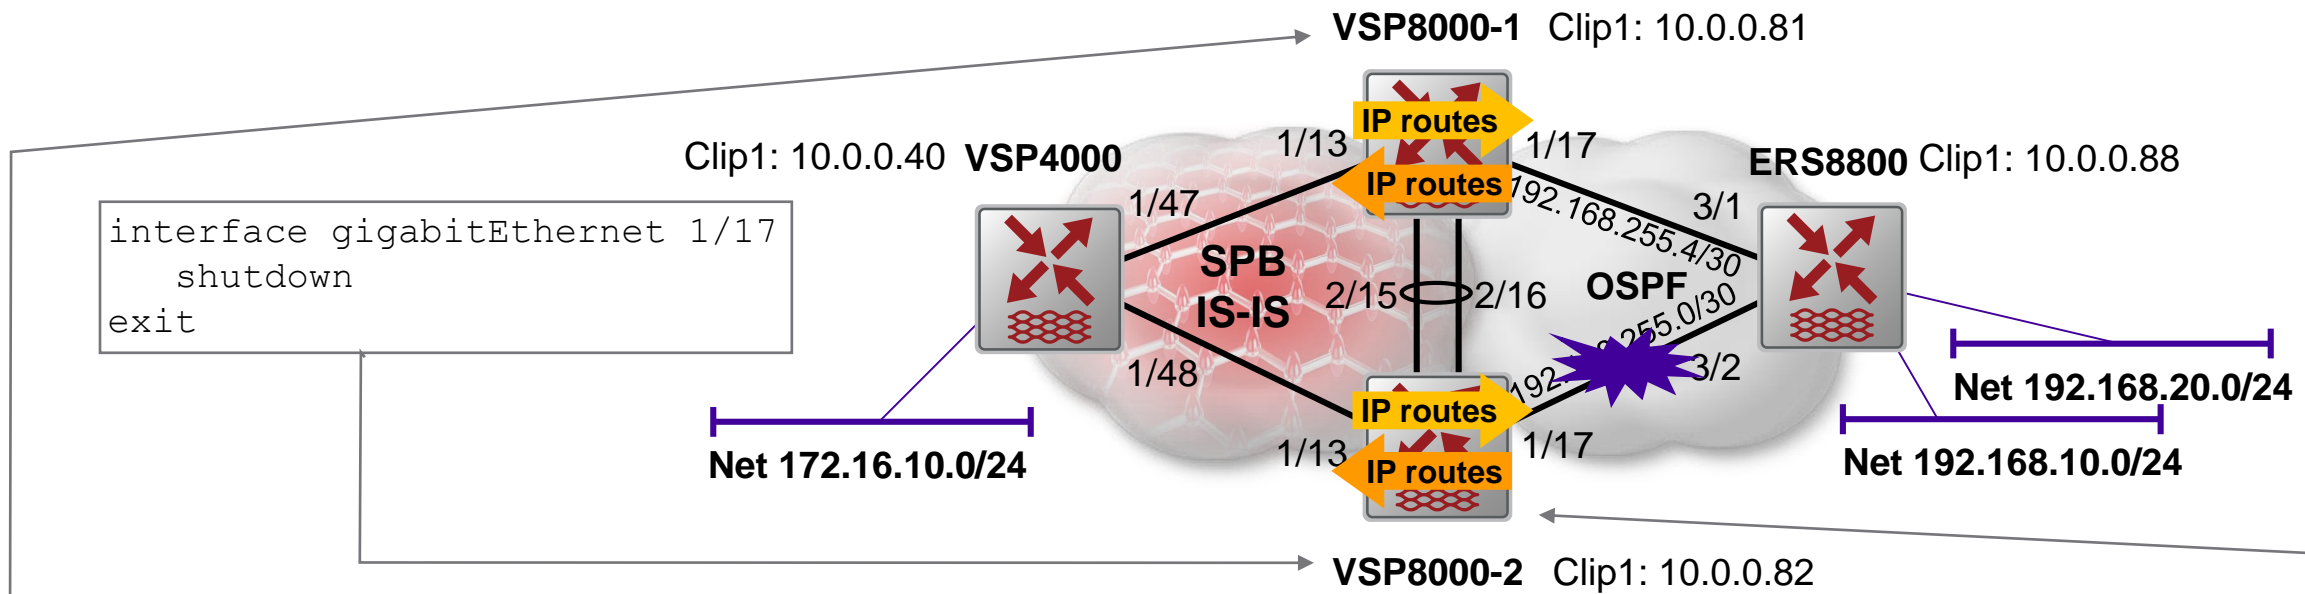 VSP8000-1 Clip1: 10.0.0.81
IP routes
1/13
1/17
Clip1: 10.0.0.40 VSP4000
ERS8800 Clip1: 10.0.0.88
IP routes
1/47
192.168.255.4/30
3/1
interface gigabitEthernet 1/17
shutdown
exit
SPB
IS-IS
2/15
2/16
OSPF
192.
255.0/30
1/48
3/2
Net 192.168.20.0/24
IP routes
Net 172.16.10.0/24
1/13
1/17
IP routes
Net 192.168.10.0/24
VSP8000-2 Clip1: 10.0.0.82